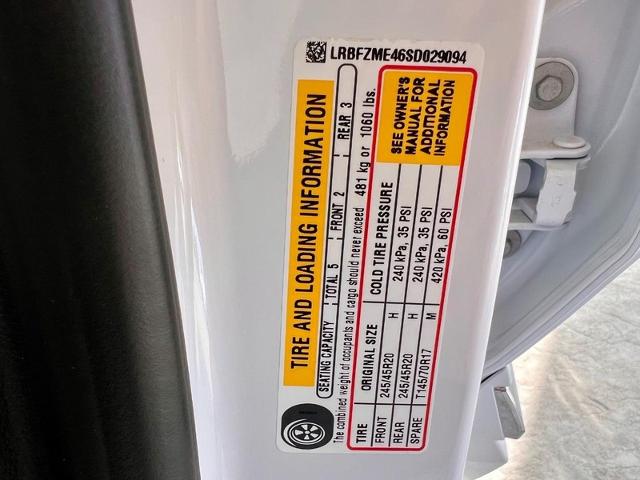 LRBFZME46SD029094
TIRE AND LOADING INFORMATION
SEATING CAPACITY TOTAL 5 FRONT 2 REAR 3
The combined weight of occupants and cargo should never exceed 481 kg or 1060 lbs.
TIRE ORIGINAL SIZE COLD TIRE PRESSURE
FRONT 245/45R20 H 240 kPa, 35 PSI
REAR 245/45R20 H 240 kPa, 35 PSI
SPARE T145/70R17 M 420 kPa, 60 PSI
SEE OWNER'S
MANUAL FOR
ADDITIONAL
INFORMATION